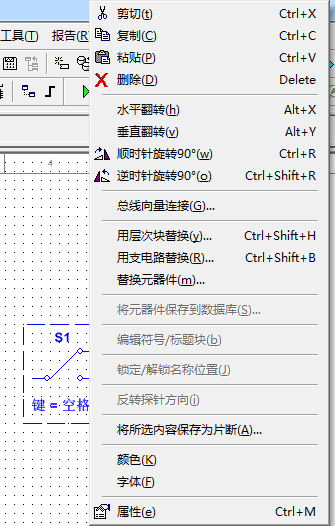 剪切(t) Ctrl+X
工具(T) 报告(R) 复制(C) Ctrl+C
粘贴(P) Ctrl+V
删除(D) Delete
水平翻转(h) Alt+X
垂直翻转(v) Alt+Y
4
顺时针旋转90°(w) Ctrl+R
逆时针旋转90°(o) Ctrl+Shift+R
总线向量连接(G)...
用层次块替换(y)... Ctrl+Shift+H
用支电路替换(R)... Ctrl+Shift+B
替换元器件(m)...
将元器件保存到数据库(S)...
S1
编辑符号/标题块(b)
锁定/解锁名称位置(J)
键 = 空格
反转探针方向(i)
将所选内容保存为片断(A)...
颜色(K)
字体(F)
属性(e) Ctrl+M